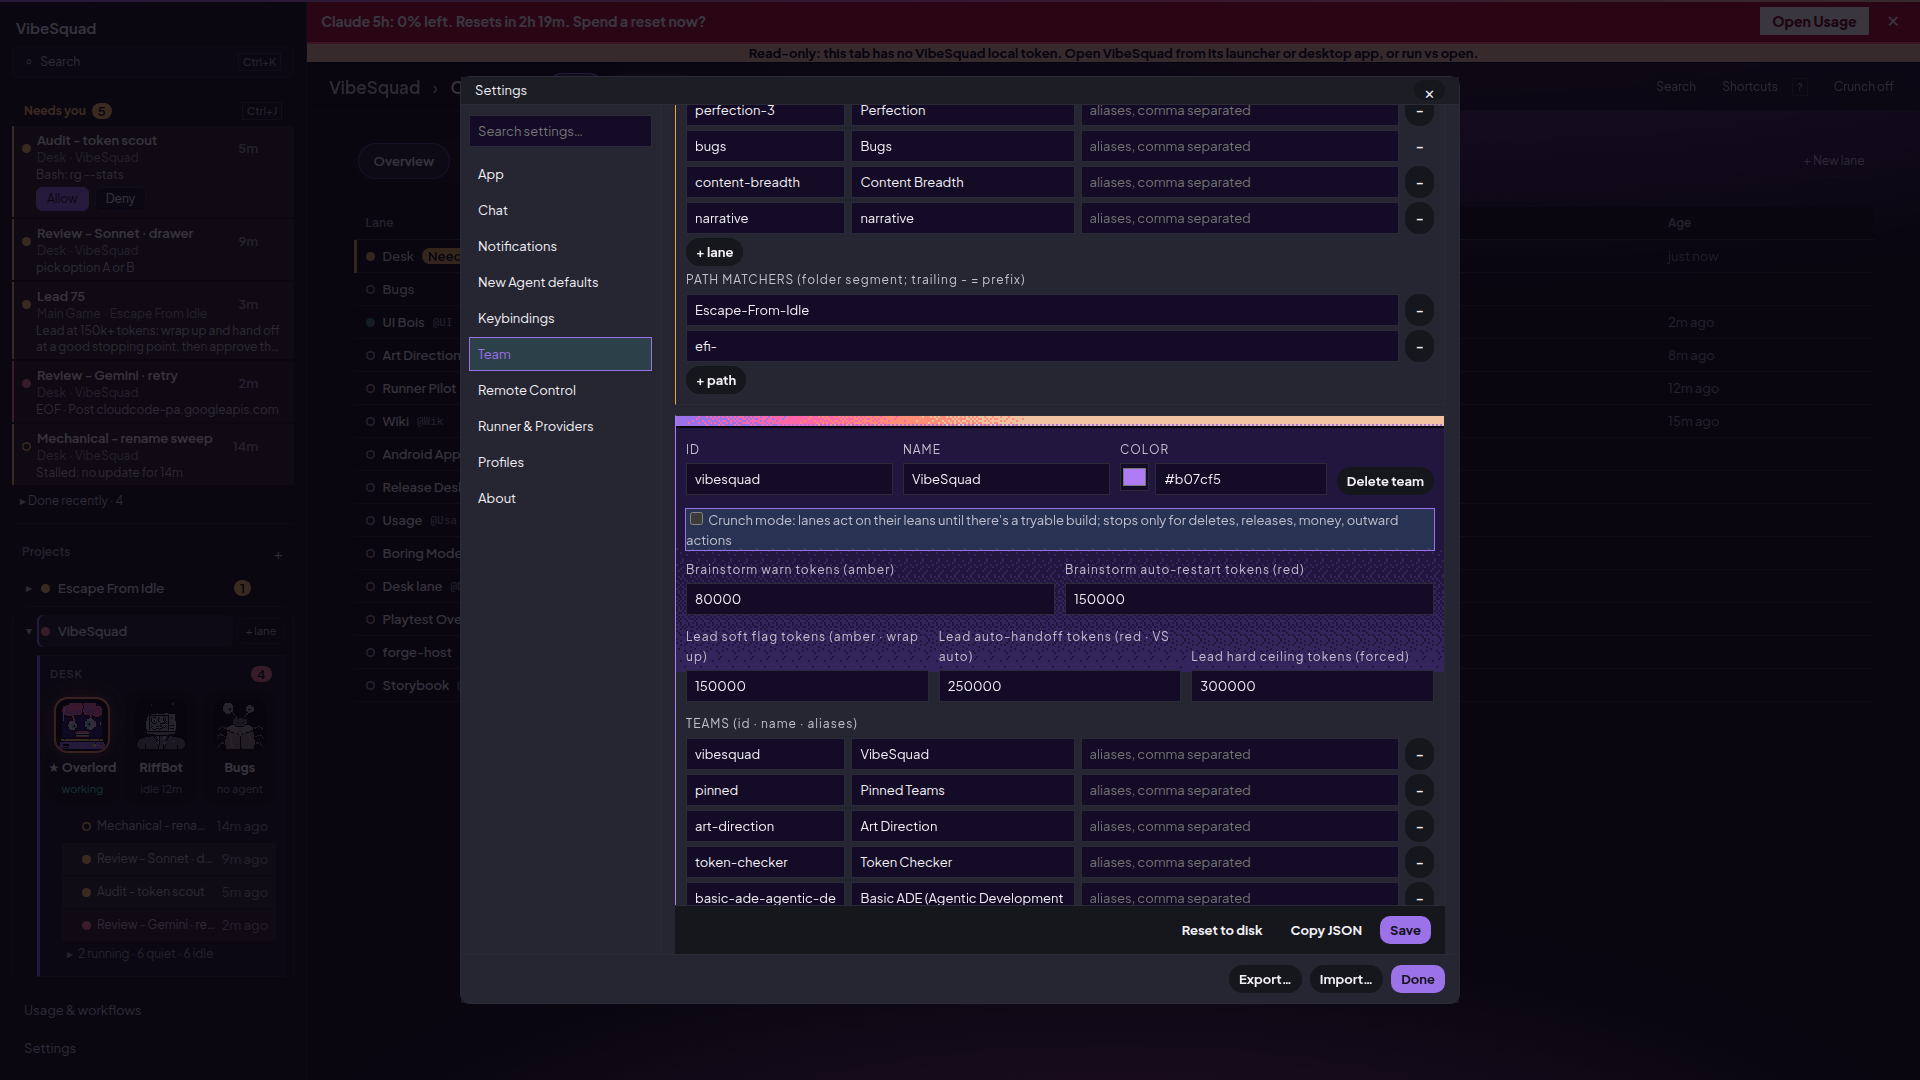 VibeSquad
Search
Ctrl+K
Claude 5h: 0% left. Resets in 2h 19m. Spend a reset now?
Open Usage
×
Read-only: this tab has no VibeSquad local token. Open VibeSquad from its launcher or desktop app, or run vs open.
VibeSquad ›
Search
Shortcuts ?
Crunch off
Needs you 5
Ctrl+J
Audit - token scout 5m
Desk · VibeSquad
Bash: rg --stats
Allow
Deny
Review - Sonnet · drawer 9m
Desk · VibeSquad
pick option A or B
Lead 75 3m
Main Game · Escape From Idle
Lead at 150k+ tokens: wrap up and hand off
at a good stopping point, then approve th...
Review - Gemini · retry 2m
Desk · VibeSquad
EOF · Post cloudcode-pa.googleapis.com
Mechanical - rename sweep 14m
Desk · VibeSquad
Stalled: no update for 14m
▸ Done recently · 4
Projects +
▸ Escape From Idle 1
▾ VibeSquad + lane
DESK 4
★ Overlord
working
RiffBot
idle 12m
Bugs
no agent
Mechanical - rena... 14m ago
Review - Sonnet · d... 9m ago
Audit - token scout 5m ago
Review - Gemini · re... 2m ago
▸ 2 running · 6 quiet · 6 idle
Usage & workflows
Settings
Overview
+ New lane
Lane
Age
Desk
just now
Bugs
UI Bois @UI
2m ago
Art Direction
8m ago
Runner Pilot
12m ago
Wiki @Wik
15m ago
Android App
Release Des
Usage @Usa
Boring Mode
Desk lane
Playtest Ove
forge-host
Storybook
Settings
×
Search settings...
App
Chat
Notifications
New Agent defaults
Keybindings
Team
Remote Control
Runner & Providers
Profiles
About
perfection-3 Perfection aliases, comma separated -
bugs Bugs aliases, comma separated -
content-breadth Content Breadth aliases, comma separated -
narrative narrative aliases, comma separated -
+ lane
PATH MATCHERS (folder segment; trailing - = prefix)
Escape-From-Idle -
efi- -
+ path
ID NAME COLOR
vibesquad VibeSquad #b07cf5 Delete team
Crunch mode: lanes act on their leans until there's a tryable build; stops only for deletes, releases, money, outward
actions
Brainstorm warn tokens (amber)
80000
Brainstorm auto-restart tokens (red)
150000
Lead soft flag tokens (amber · wrap
up)
150000
Lead auto-handoff tokens (red · VS
auto)
250000
Lead hard ceiling tokens (forced)
300000
TEAMS (id · name · aliases)
vibesquad VibeSquad aliases, comma separated -
pinned Pinned Teams aliases, comma separated -
art-direction Art Direction aliases, comma separated -
token-checker Token Checker aliases, comma separated -
basic-ade-agentic-de Basic ADE (Agentic Development aliases, comma separated -
Reset to disk
Copy JSON
Save
Export...
Import...
Done